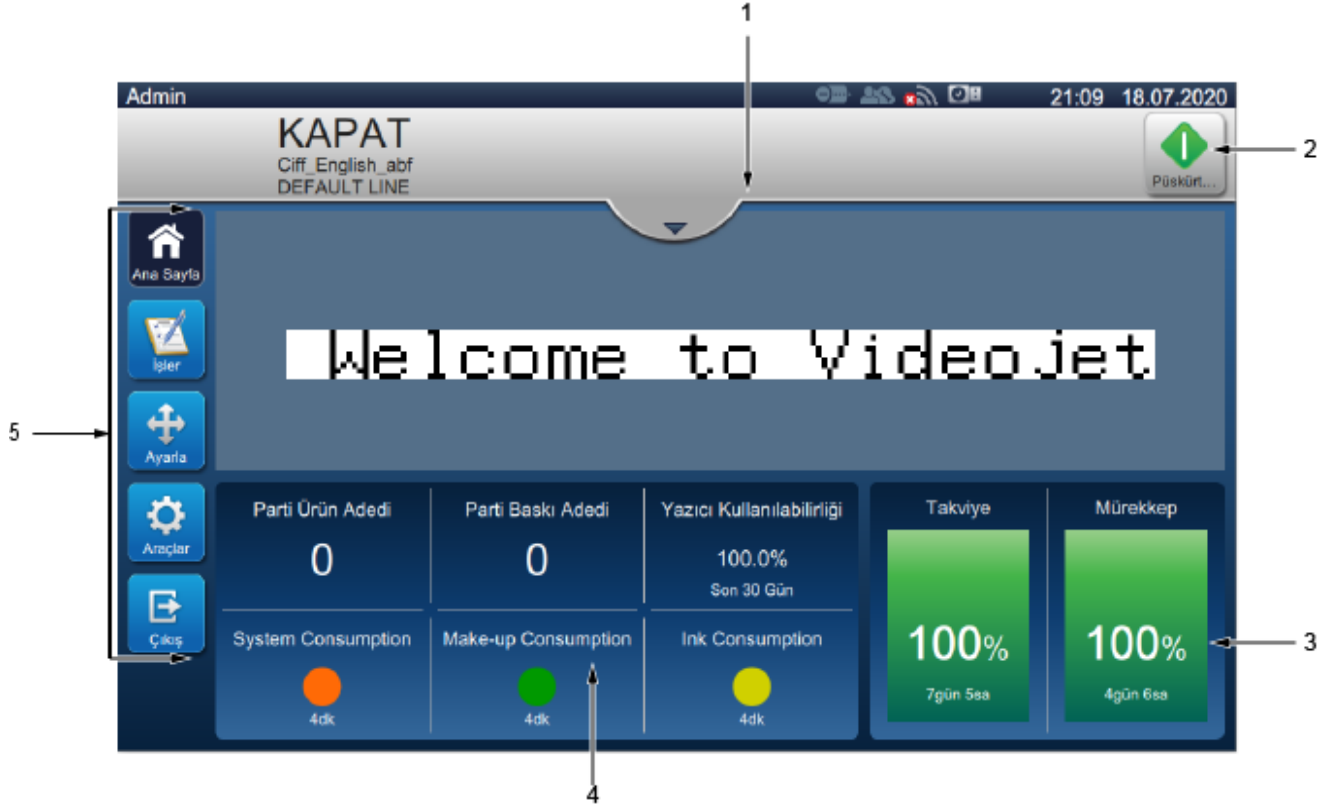 1
Admin
21:09 18.07.2020
KAPAT
Ciff_English_abf
DEFAULT LINE
Püskürt...
2
Ana Sayfa
İşler
Ayarla
Araçlar
Çıkış
5
Welcome to Videojet
Parti Ürün Adedi
0
Parti Baskı Adedi
0
Yazıcı Kullanılabilirliği
100.0%
Son 30 Gün
System Consumption
4dk
Make-up Consumption
4dk
Ink Consumption
4dk
Takviye
100%
7gün 5sa
Mürekkep
100%
4gün 6sa
3
4